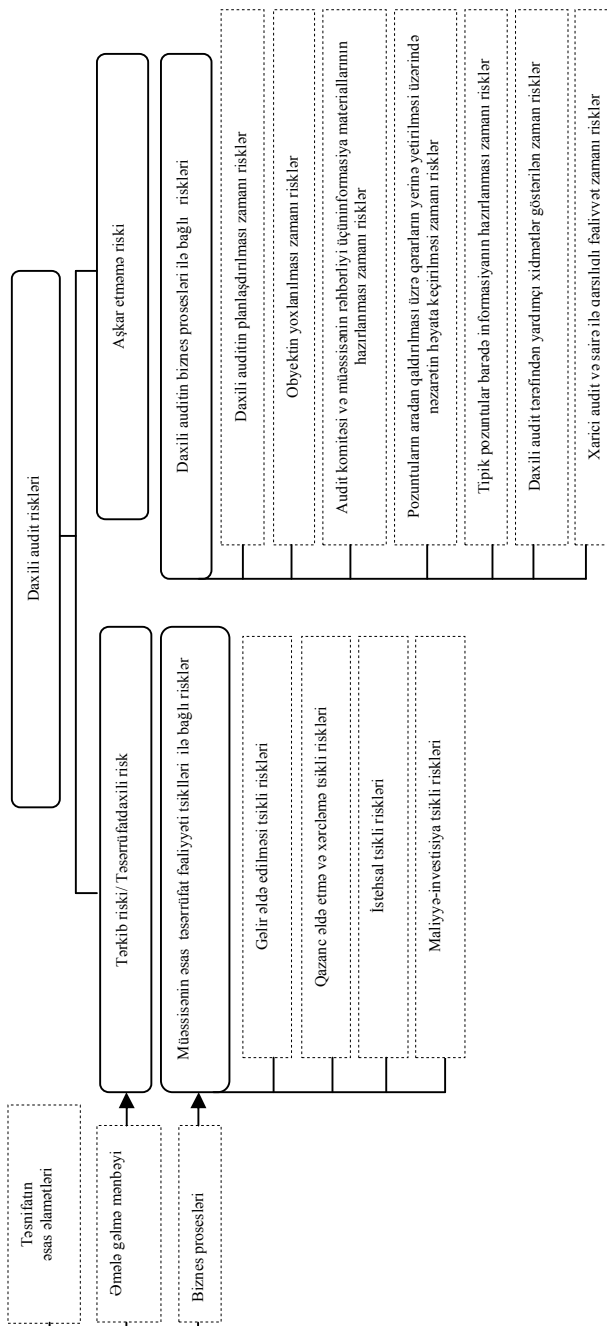 Daxili audit riskləri
Təsnifatın
əsas əlamətləri
Əmələ gəlmə mənbəyi
Tərkib riski/ Təsərrüfatdaxili risk
Aşkar etməmə riski
Biznes prosesləri
Müəssisənin əsas təsərrüfat fəaliyyəti tsiklləri ilə bağlı risklər
Gəlir əldə edilməsi tsikli riskləri
Qazanc əldə etmə və xərcləmə tsikli riskləri
İstehsal tsikli riskləri
Maliyyə-investisiya tsikli riskləri
Daxili auditin biznes prosesləri ilə bağlı riskləri
Daxili auditin planlaşdırılması zamanı risklər
Obyektin yoxlanılması zamanı risklər
Audit komitəsi və müəssisənin rəhbərliyi üçüninformasiya materiallarının
hazırlanması zamanı risklər
Pozuntuların aradan qaldırılması üzrə qərarların yerinə yetirilməsi üzərində
nəzarətin həyata keçirilməsi zamanı risklər
Tipik pozuntular barədə informasiyanın hazırlanması zamanı risklər
Daxili audit tərəfindən yardımçı xidmətlər göstərilən zaman risklər
Xarici audit və sairə ilə qarşılıqlı fəaliyyət zamanı risklər